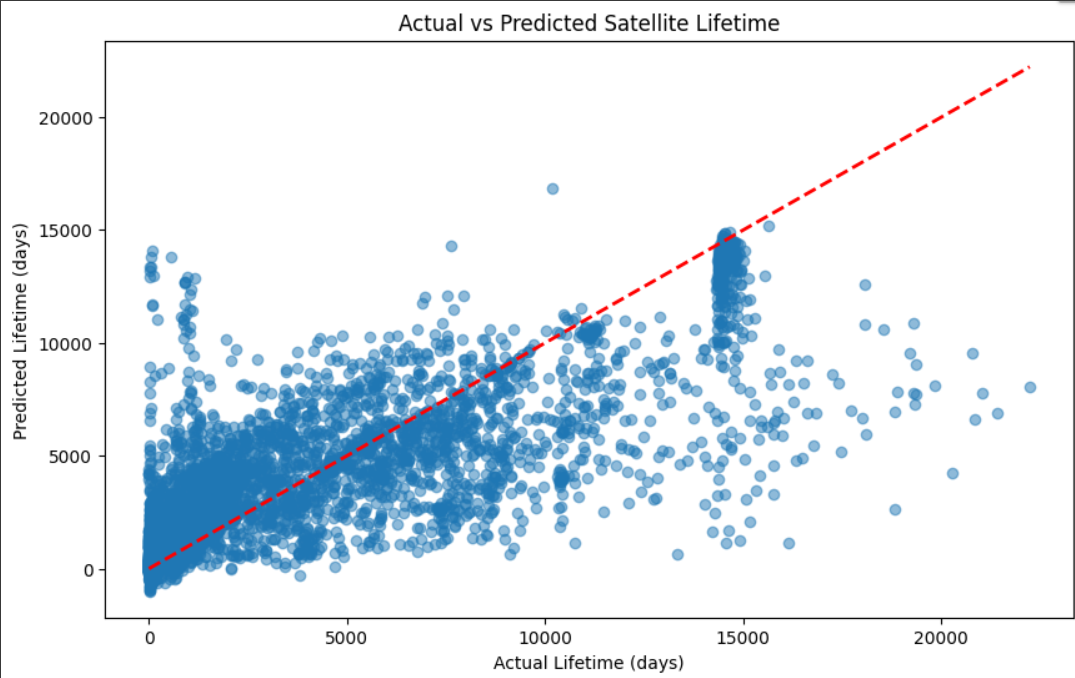 Actual vs Predicted Satellite Lifetime
Predicted Lifetime (days)
20000
15000
10000
5000
0
0 5000 10000 15000 20000
Actual Lifetime (days)